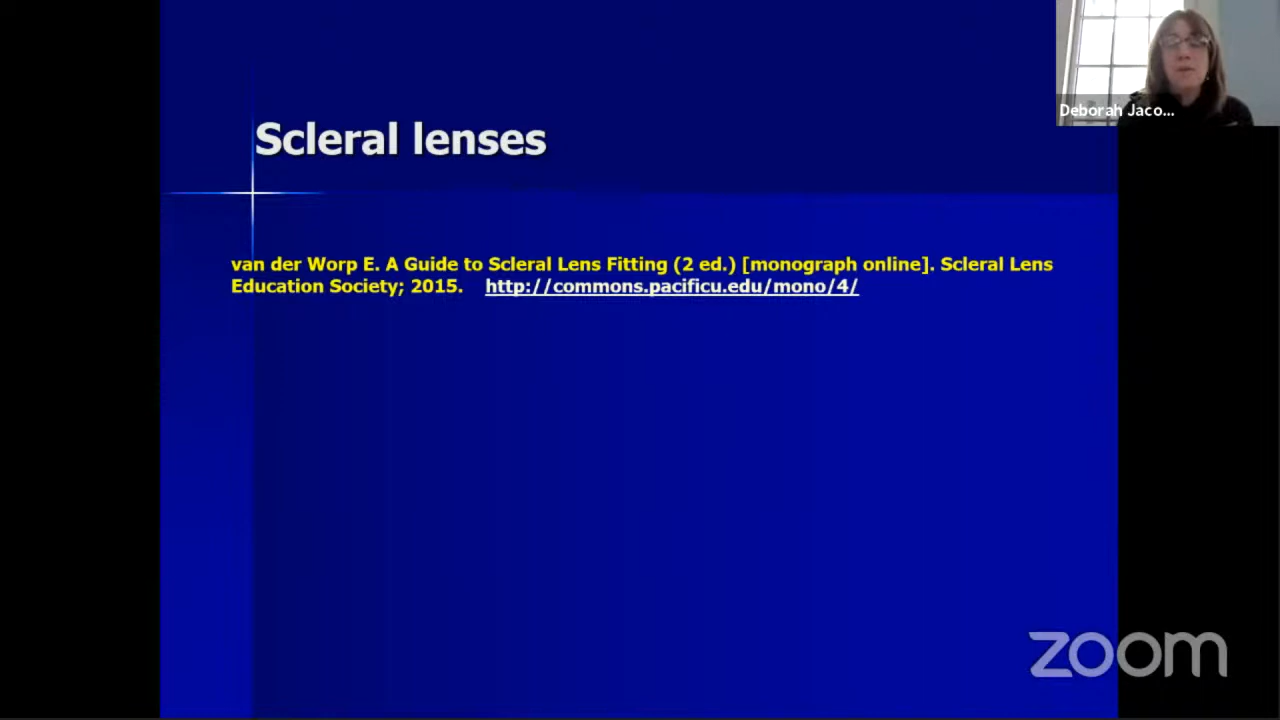 Deborah Jaco...
Scleral lenses
van der Worp E. A Guide to Scleral Lens Fitting (2 ed.) [monograph online]. Scleral Lens
Education Society; 2015. http://commons.pacificu.edu/mono/4/
zoom